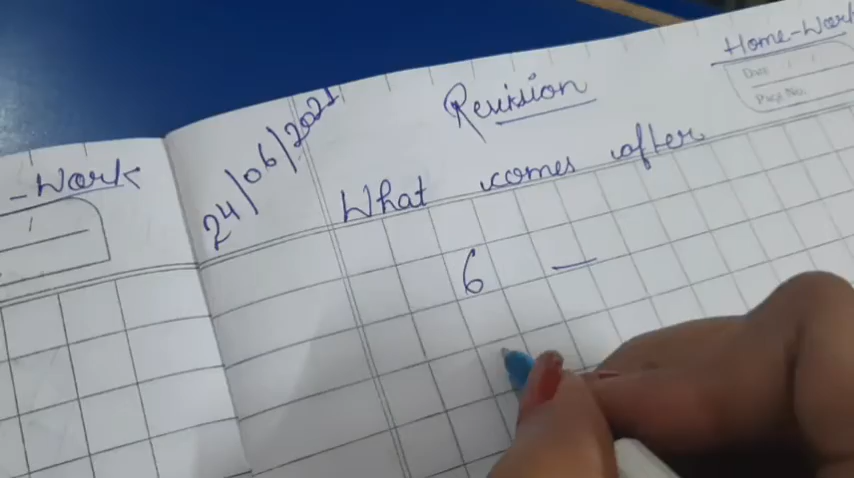 Home-Work
Date / /
Page No.
Revision
24/06/2021
-Work
/
What comes after
6 —